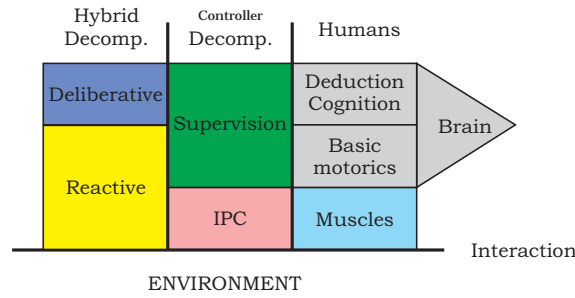 Hybrid
Decomp.
Controller
Decomp.
Humans
Deliberative
Reactive
Supervision
IPC
Deduction
Cognition
Basic
motorics
Muscles
Brain
Interaction
ENVIRONMENT